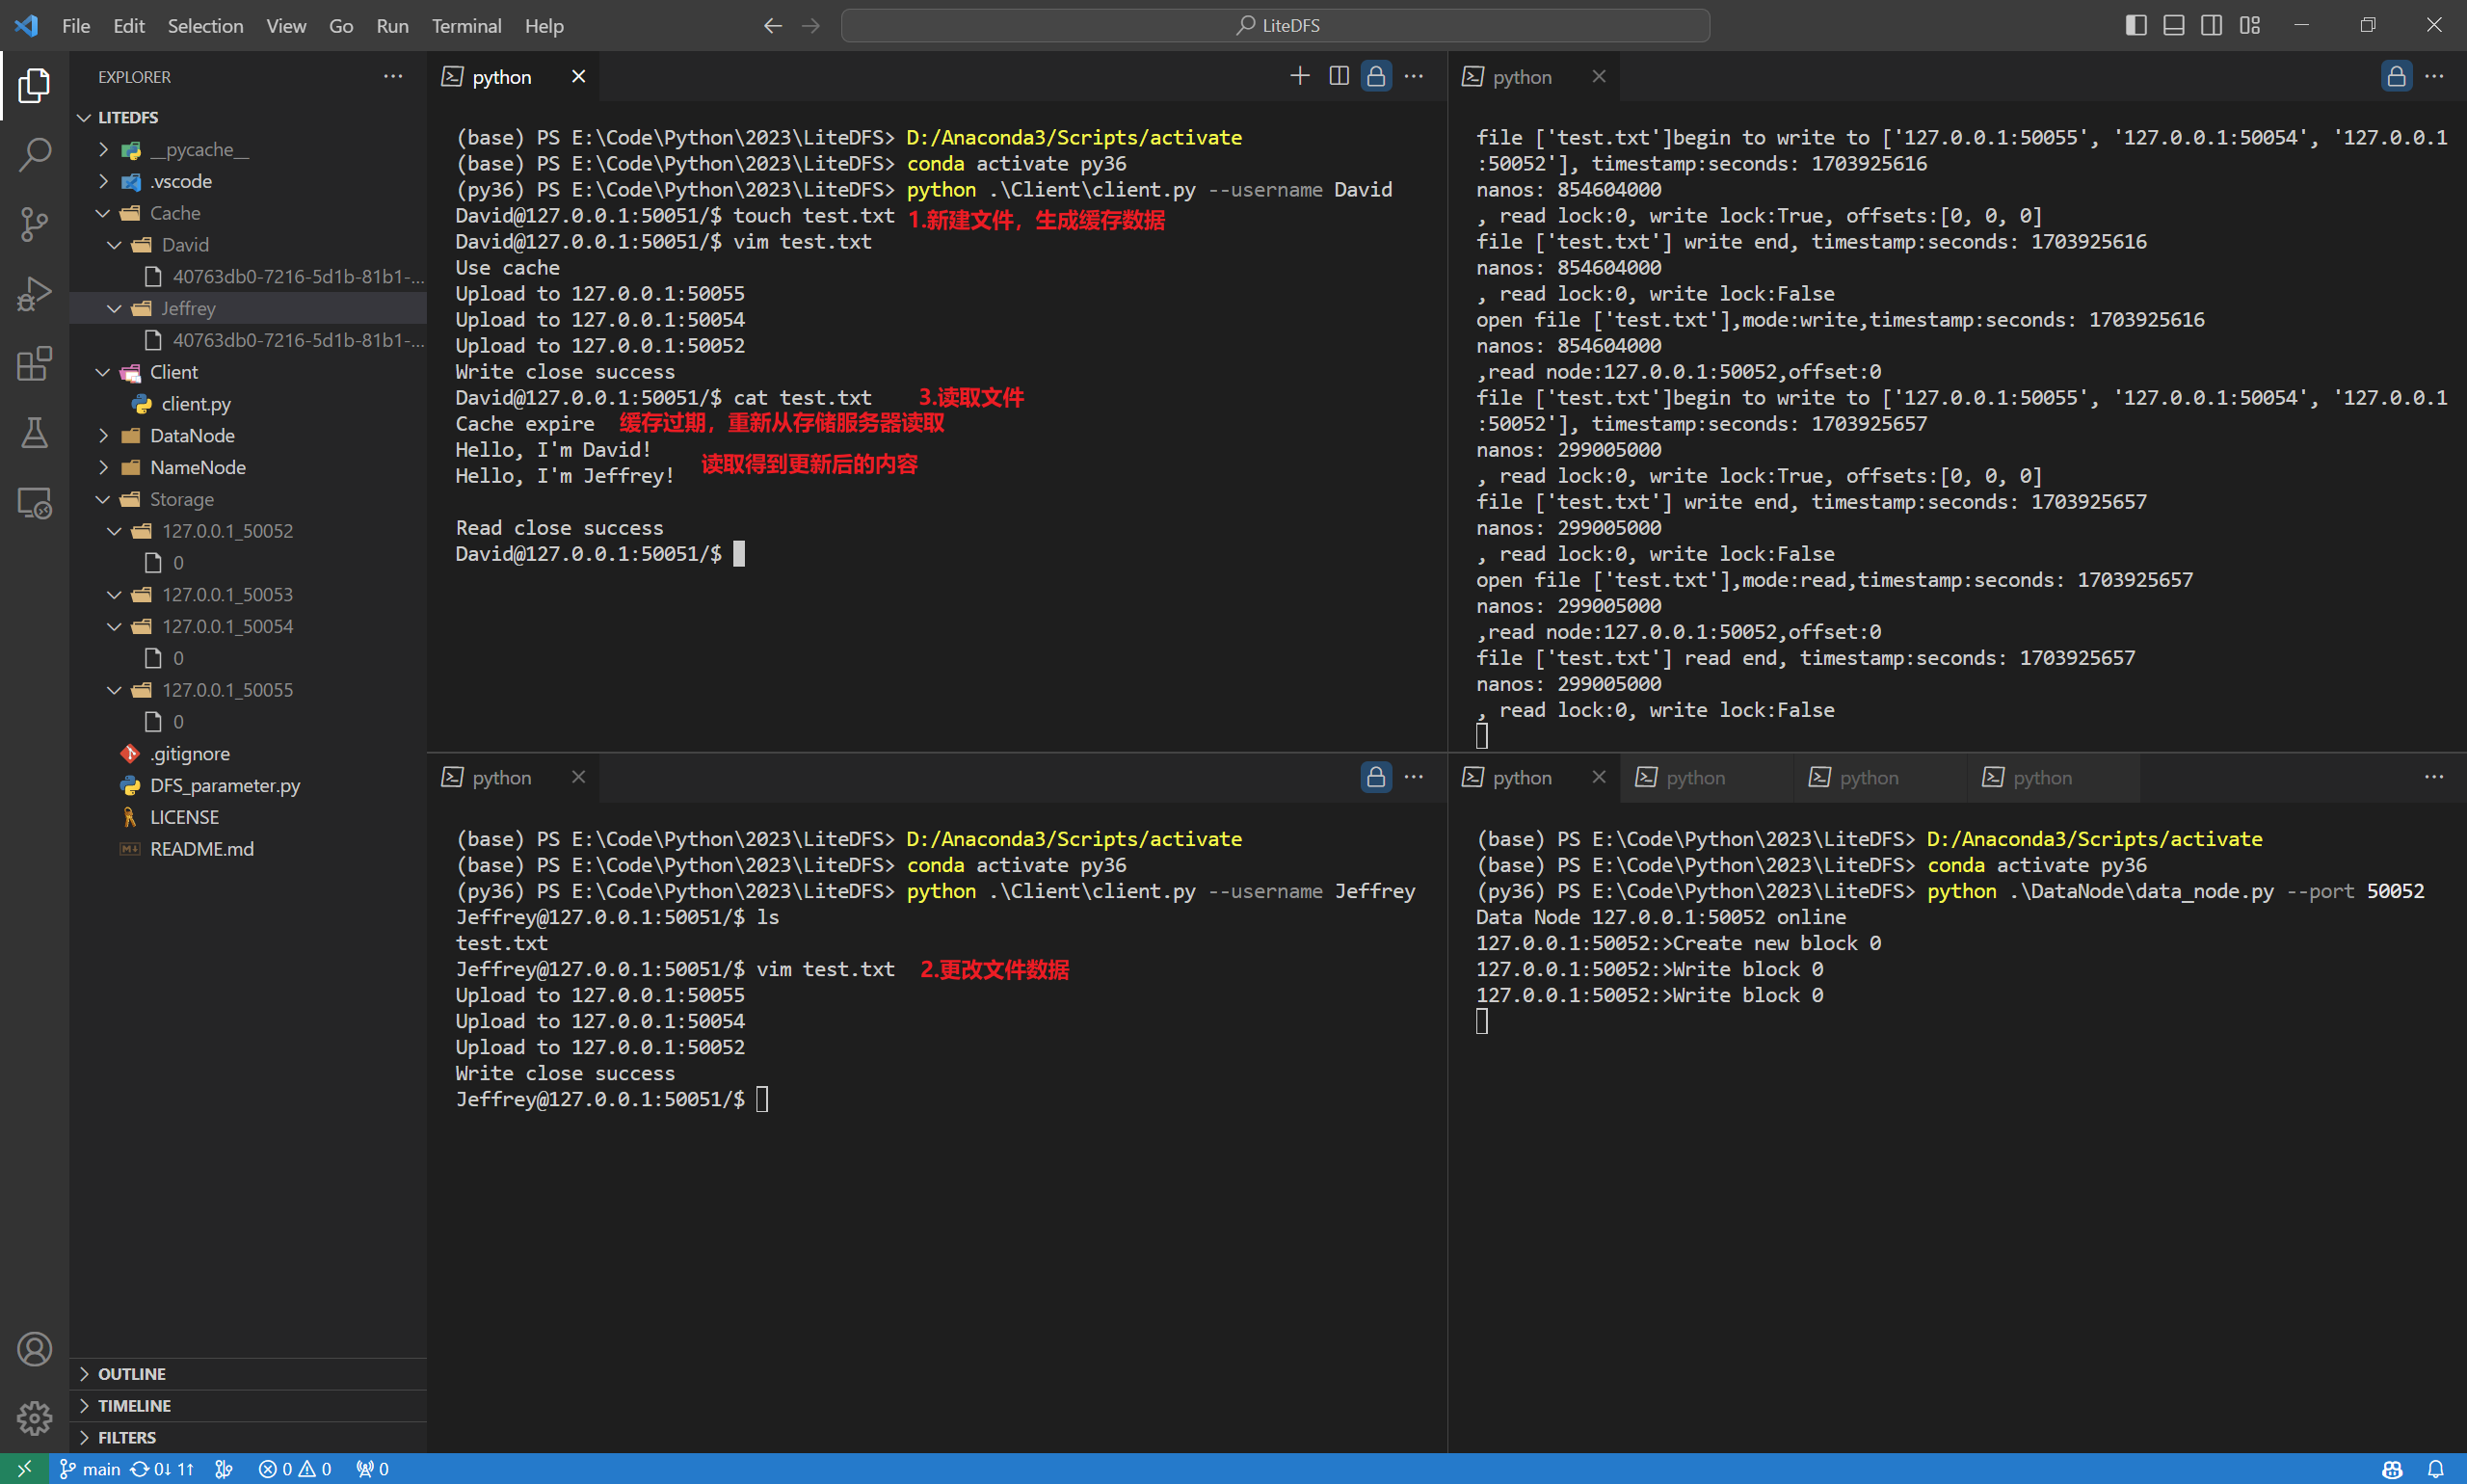 File Edit Selection View Go Run Terminal Help
LiteDFS
EXPLORER
LITEDFS
__pycache__
.vscode
Cache
David
40763db0-7216-5d1b-81b1-...
Jeffrey
40763db0-7216-5d1b-81b1-...
Client
client.py
DataNode
NameNode
Storage
127.0.0.1_50052
0
127.0.0.1_50053
127.0.0.1_50054
0
127.0.0.1_50055
0
.gitignore
DFS_parameter.py
LICENSE
README.md
OUTLINE
TIMELINE
FILTERS
python
(base) PS E:\Code\Python\2023\LiteDFS> D:/Anaconda3/Scripts/activate
(base) PS E:\Code\Python\2023\LiteDFS> conda activate py36
(py36) PS E:\Code\Python\2023\LiteDFS> python .\Client\client.py --username David
David@127.0.0.1:50051/$ touch test.txt 1.新建文件，生成缓存数据
David@127.0.0.1:50051/$ vim test.txt
Use cache
Upload to 127.0.0.1:50055
Upload to 127.0.0.1:50054
Upload to 127.0.0.1:50052
Write close success
David@127.0.0.1:50051/$ cat test.txt 3.读取文件
Cache expire 缓存过期，重新从存储服务器读取
Hello, I'm David!
读取得到更新后的内容
Hello, I'm Jeffrey!
Read close success
David@127.0.0.1:50051/$
python
file ['test.txt']begin to write to ['127.0.0.1:50055', '127.0.0.1:50054', '127.0.0.1
:50052'], timestamp:seconds: 1703925616
nanos: 854604000
, read lock:0, write lock:True, offsets:[0, 0, 0]
file ['test.txt'] write end, timestamp:seconds: 1703925616
nanos: 854604000
, read lock:0, write lock:False
open file ['test.txt'],mode:write,timestamp:seconds: 1703925616
nanos: 854604000
,read node:127.0.0.1:50052,offset:0
file ['test.txt']begin to write to ['127.0.0.1:50055', '127.0.0.1:50054', '127.0.0.1
:50052'], timestamp:seconds: 1703925657
nanos: 299005000
, read lock:0, write lock:True, offsets:[0, 0, 0]
file ['test.txt'] write end, timestamp:seconds: 1703925657
nanos: 299005000
, read lock:0, write lock:False
open file ['test.txt'],mode:read,timestamp:seconds: 1703925657
nanos: 299005000
,read node:127.0.0.1:50052,offset:0
file ['test.txt'] read end, timestamp:seconds: 1703925657
nanos: 299005000
, read lock:0, write lock:False
python
(base) PS E:\Code\Python\2023\LiteDFS> D:/Anaconda3/Scripts/activate
(base) PS E:\Code\Python\2023\LiteDFS> conda activate py36
(py36) PS E:\Code\Python\2023\LiteDFS> python .\Client\client.py --username Jeffrey
Jeffrey@127.0.0.1:50051/$ ls
test.txt
Jeffrey@127.0.0.1:50051/$ vim test.txt 2.更改文件数据
Upload to 127.0.0.1:50055
Upload to 127.0.0.1:50054
Upload to 127.0.0.1:50052
Write close success
Jeffrey@127.0.0.1:50051/$
python python python python
(base) PS E:\Code\Python\2023\LiteDFS> D:/Anaconda3/Scripts/activate
(base) PS E:\Code\Python\2023\LiteDFS> conda activate py36
(py36) PS E:\Code\Python\2023\LiteDFS> python .\DataNode\data_node.py --port 50052
Data Node 127.0.0.1:50052 online
127.0.0.1:50052:>Create new block 0
127.0.0.1:50052:>Write block 0
127.0.0.1:50052:>Write block 0
main 0↓ 1↑ 0 0 0